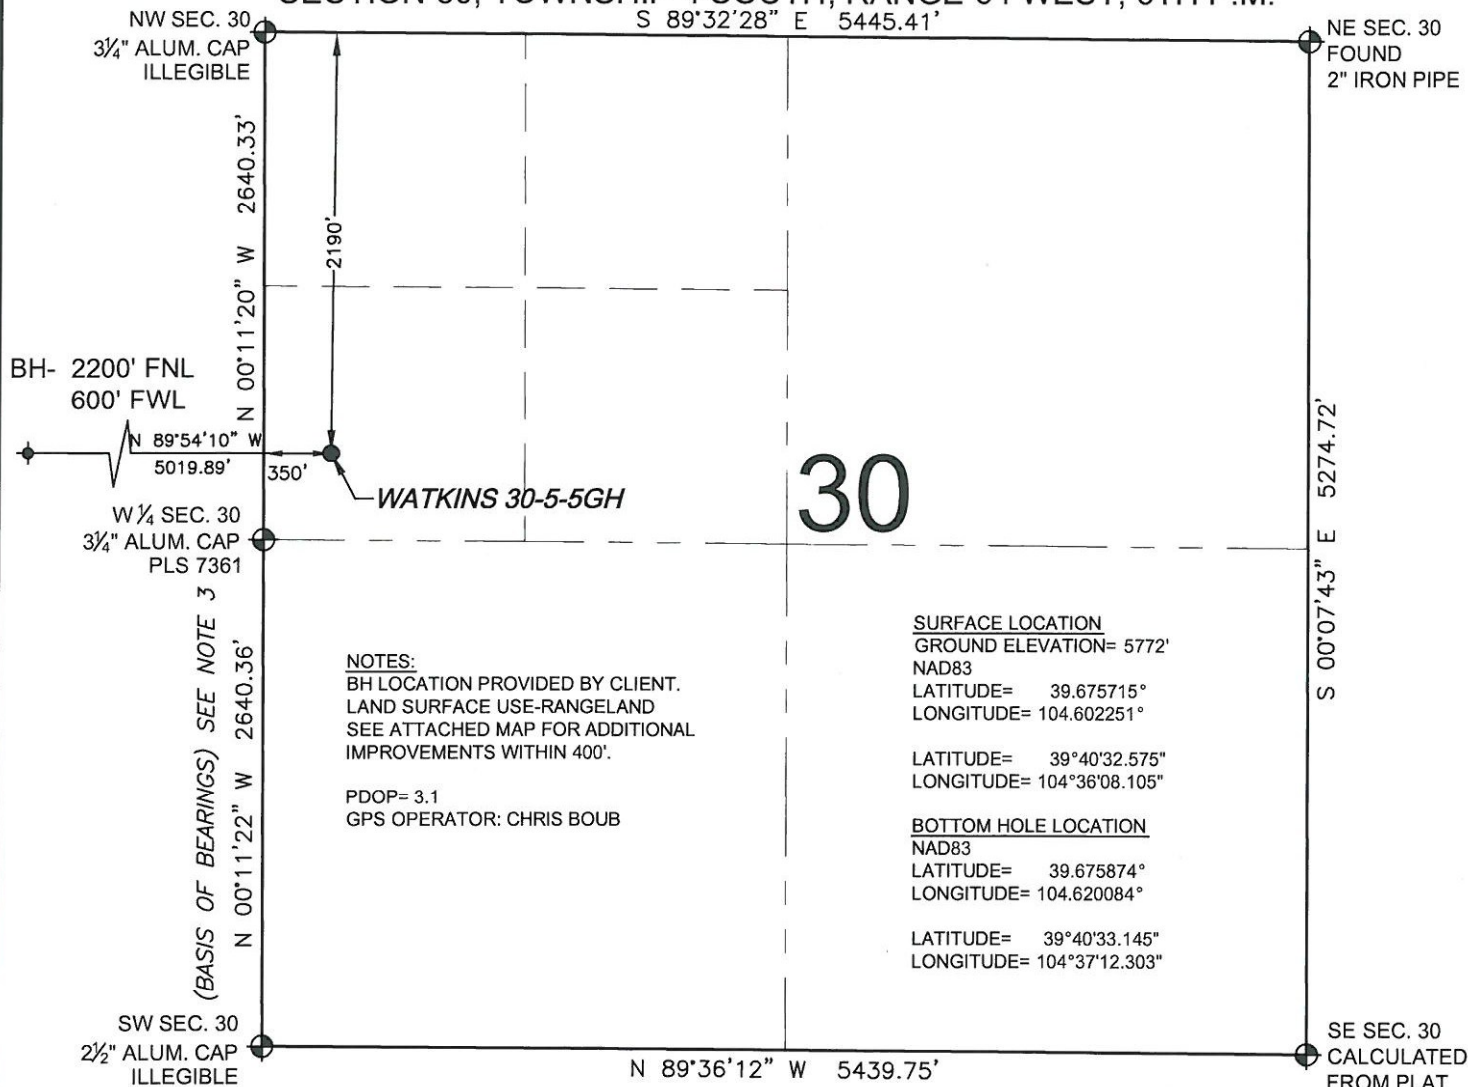 S 89°32'28" E 5445.41'
NW SEC. 30
3¼" ALUM. CAP
ILLEGIBLE
NE SEC. 30
FOUND
2" IRON PIPE
N 00°11'20" W 2640.33'
2190'
BH- 2200' FNL
600' FWL
N 89°54'10" W
5019.89'
350'
WATKINS 30-5-5GH
30
W ¼ SEC. 30
3¼" ALUM. CAP
PLS 7361
S 00°07'43" E 5274.72'
(BASIS OF BEARINGS) SEE NOTE 3
N 00°11'22" W 2640.36'
NOTES:
BH LOCATION PROVIDED BY CLIENT.
LAND SURFACE USE-RANGELAND
SEE ATTACHED MAP FOR ADDITIONAL
IMPROVEMENTS WITHIN 400'.
PDOP= 3.1
GPS OPERATOR: CHRIS BOUB
SURFACE LOCATION
GROUND ELEVATION= 5772'
NAD83
LATITUDE= 39.675715°
LONGITUDE= 104.602251°
LATITUDE= 39°40'32.575"
LONGITUDE= 104°36'08.105"
BOTTOM HOLE LOCATION
NAD83
LATITUDE= 39.675874°
LONGITUDE= 104.620084°
LATITUDE= 39°40'33.145"
LONGITUDE= 104°37'12.303"
SW SEC. 30
2½" ALUM. CAP
ILLEGIBLE
N 89°36'12" W 5439.75'
SE SEC. 30
CALCULATED
FROM PLAT